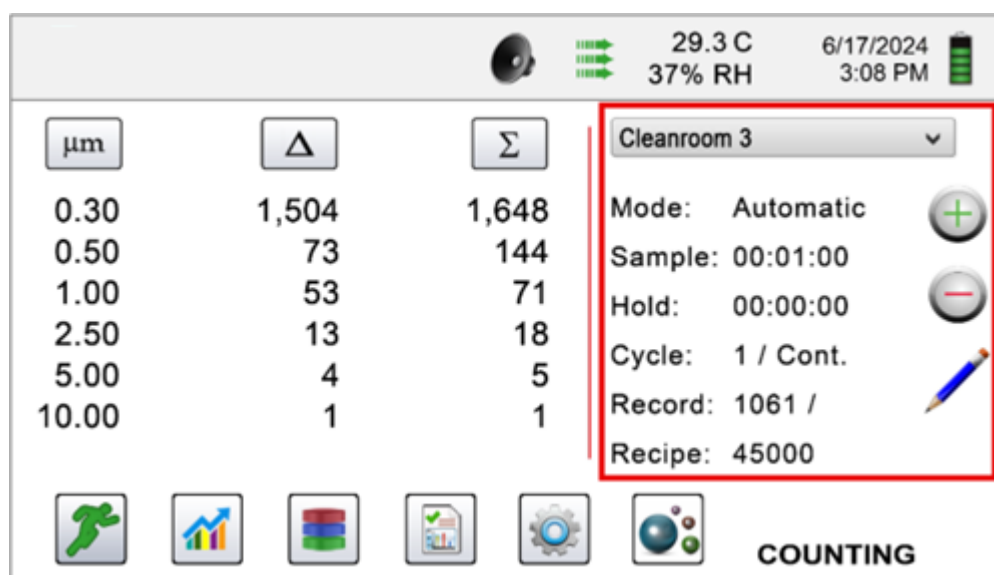 29.3 C 6/17/2024
37% RH 3:08 PM
µm Δ Σ Cleanroom 3
0.30 1,504 1,648 Mode: Automatic
0.50 73 144 Sample: 00:01:00
1.00 53 71 Hold: 00:00:00
2.50 13 18 Cycle: 1 / Cont.
5.00 4 5 Record: 1061 /
10.00 1 1 Recipe: 45000
COUNTING